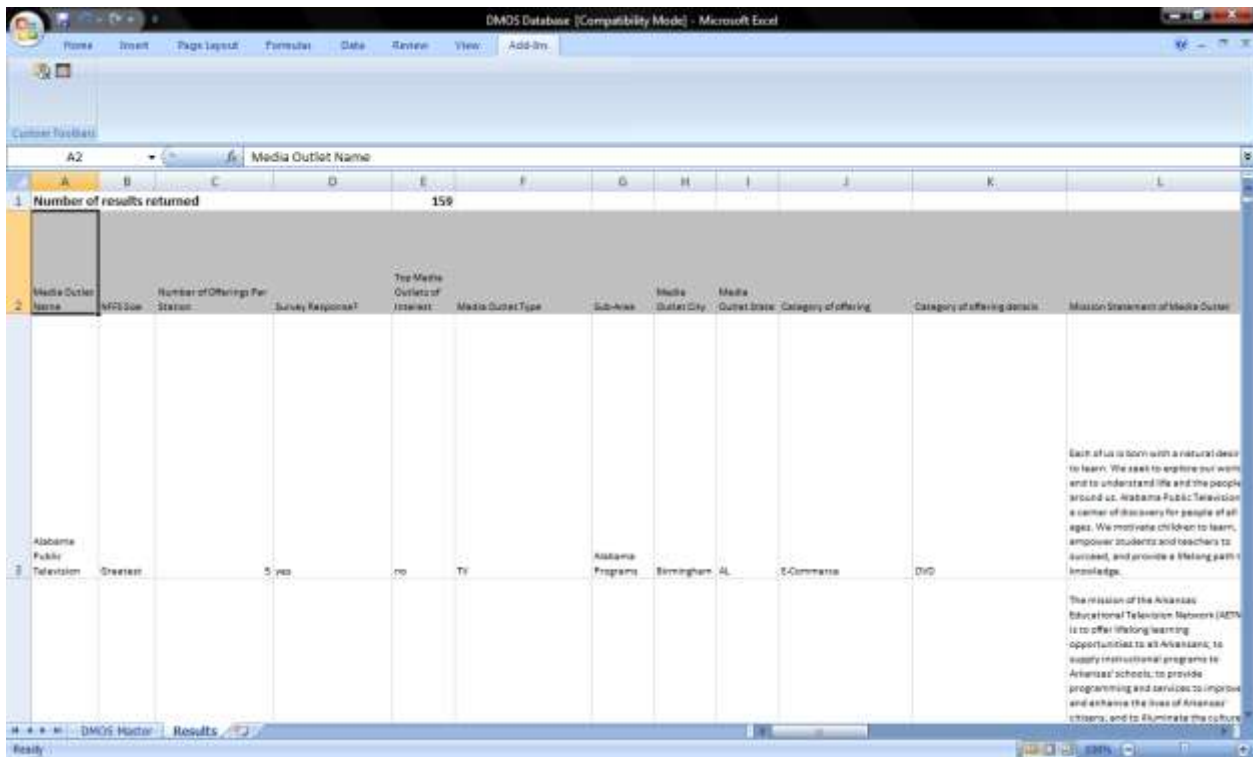 DMOS Database [Compatibility Mode] - Microsoft Excel
Home Insert Page Layout Formulas Data Review View Add-Ins
Custom Toolbars
A2 fx Media Outlet Name
A B C D E F G H I J K L
1 Number of results returned 159
2 Media Outlet Name NFFS Size Number of Offerings Per Station Survey Response? Top Media Outlets of Interest Media Outlet Type Sub-Area Media Outlet City Media Outlet State Category of offering Category of offering details Mission Statement of Media Outlet
Each of us is born with a natural desir
to learn. We seek to explore our worl
and to understand life and the people
around us. Alabama Public Television
a center of discovery for people of all
ages. We motivate children to learn,
empower students and teachers to
succeed, and provide a lifelong path
knowledge.
3 Alabama Public Television Greatest 5 yes no TV Alabama Programs Birmingham AL E-Commerce DVD
The mission of the Arkansas
Educational Television Network (AETN
is to offer lifelong learning
opportunities to all Arkansans; to
supply instructional programs to
Arkansas' schools; to provide
programming and services to improve
and enhance the lives of Arkansas'
citizens; and to illuminate the culture
DMOS Master Results
Ready 100%